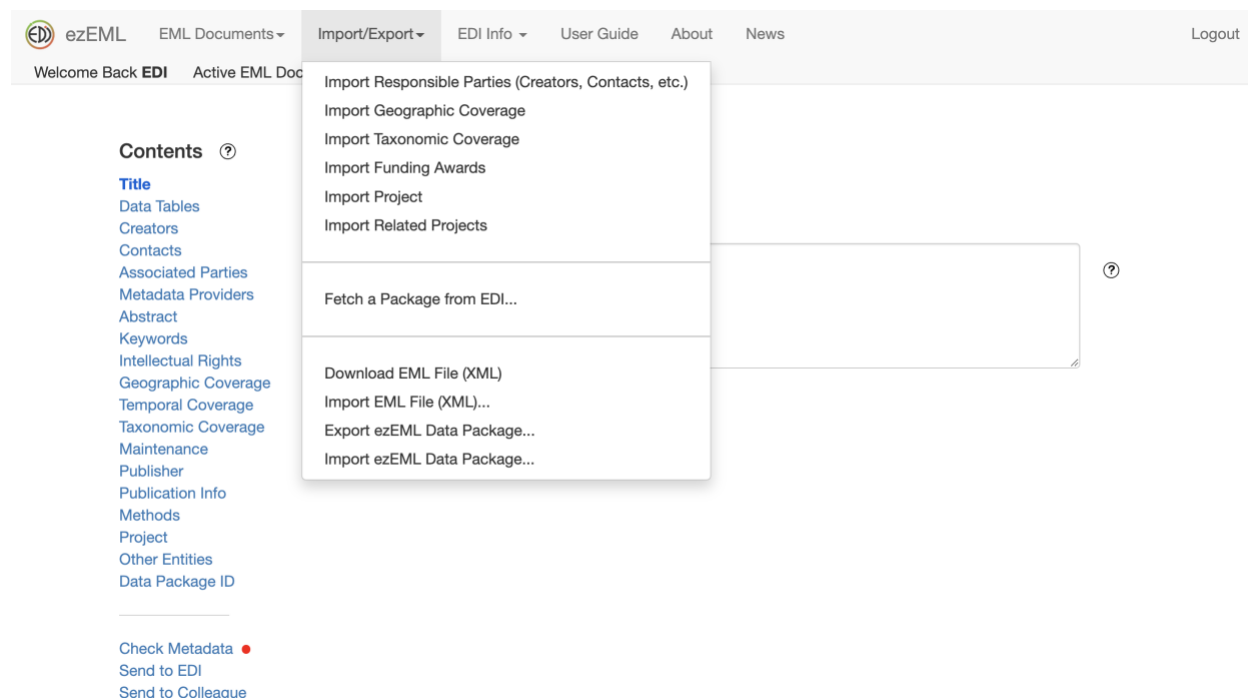 EDI ezEML EML Documents Import/Export EDI Info User Guide About News Logout
Welcome Back EDI Active EML Doc
Import Responsible Parties (Creators, Contacts, etc.)
Import Geographic Coverage
Import Taxonomic Coverage
Import Funding Awards
Import Project
Import Related Projects
Fetch a Package from EDI...
Download EML File (XML)
Import EML File (XML)...
Export ezEML Data Package...
Import ezEML Data Package...
Contents ?
Title
Data Tables
Creators
Contacts
Associated Parties
Metadata Providers
Abstract
Keywords
Intellectual Rights
Geographic Coverage
Temporal Coverage
Taxonomic Coverage
Maintenance
Publisher
Publication Info
Methods
Project
Other Entities
Data Package ID
Check Metadata
Send to EDI
Send to Colleague
?